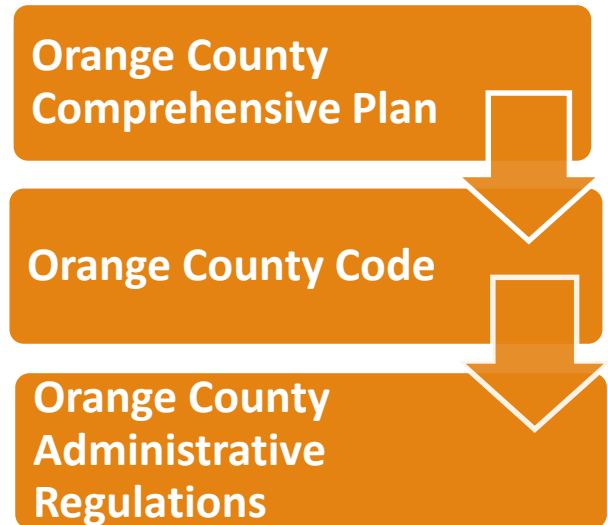 Orange County
Comprehensive Plan
Orange County Code
Orange County
Administrative
Regulations